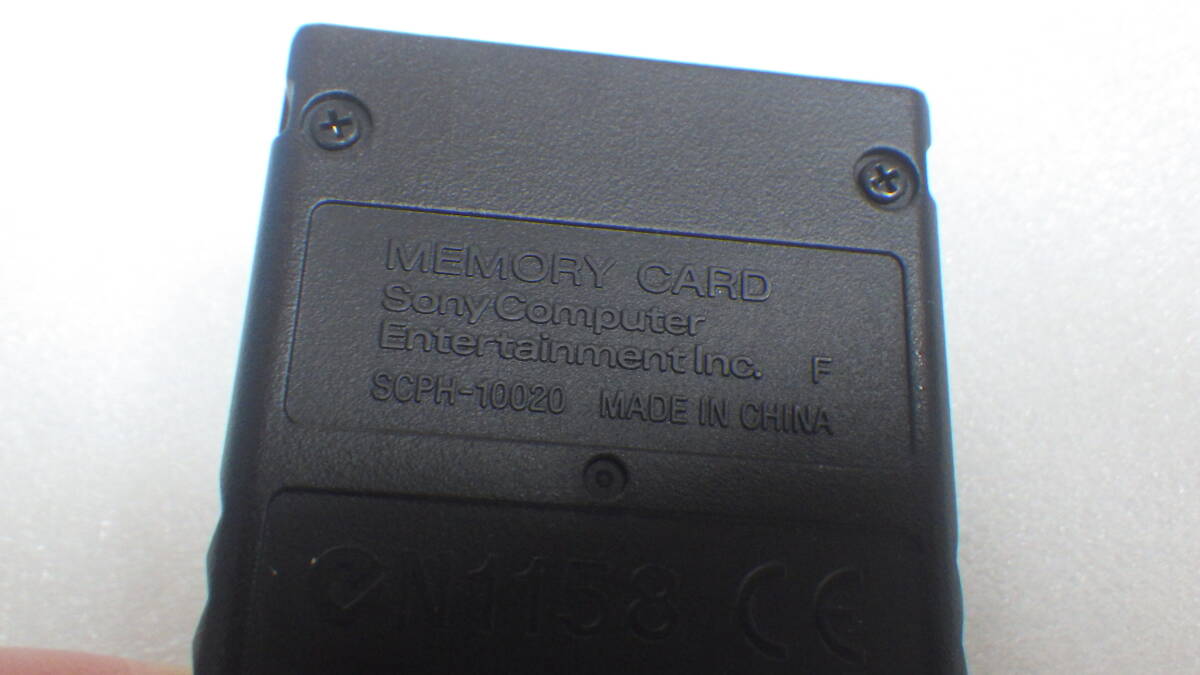 MEMORY CARD
Sony Computer
Entertainment Inc. F
SCPH-10020 MADE IN CHINA
N1158 CE